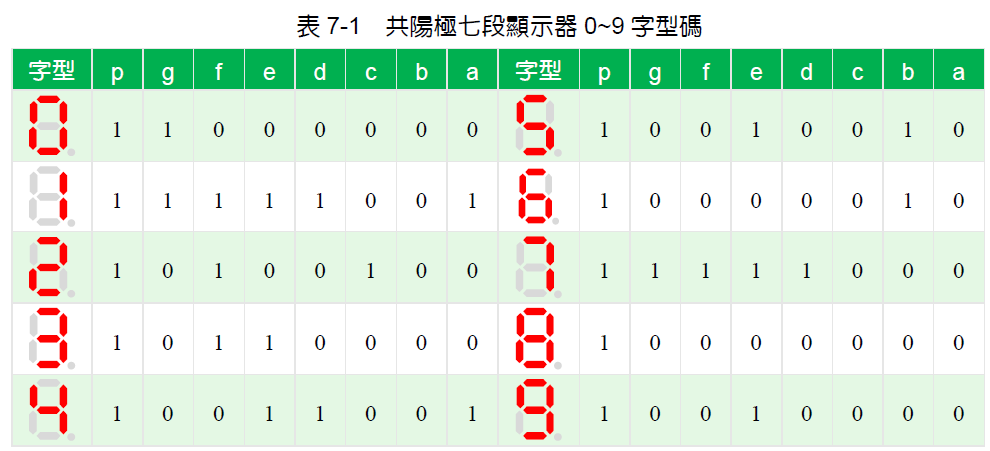 表 7-1 共陽極七段顯示器 0~9 字型碼
字型 p g f e d c b a 字型 p g f e d c b a
0 1 1 0 0 0 0 0 0 5 1 0 0 1 0 0 1 0
1 1 1 1 1 1 0 0 1 6 1 0 0 0 0 0 1 0
2 1 0 1 0 0 1 0 0 7 1 1 1 1 1 0 0 0
3 1 0 1 1 0 0 0 0 8 1 0 0 0 0 0 0 0
4 1 0 0 1 1 0 0 1 9 1 0 0 1 0 0 0 0